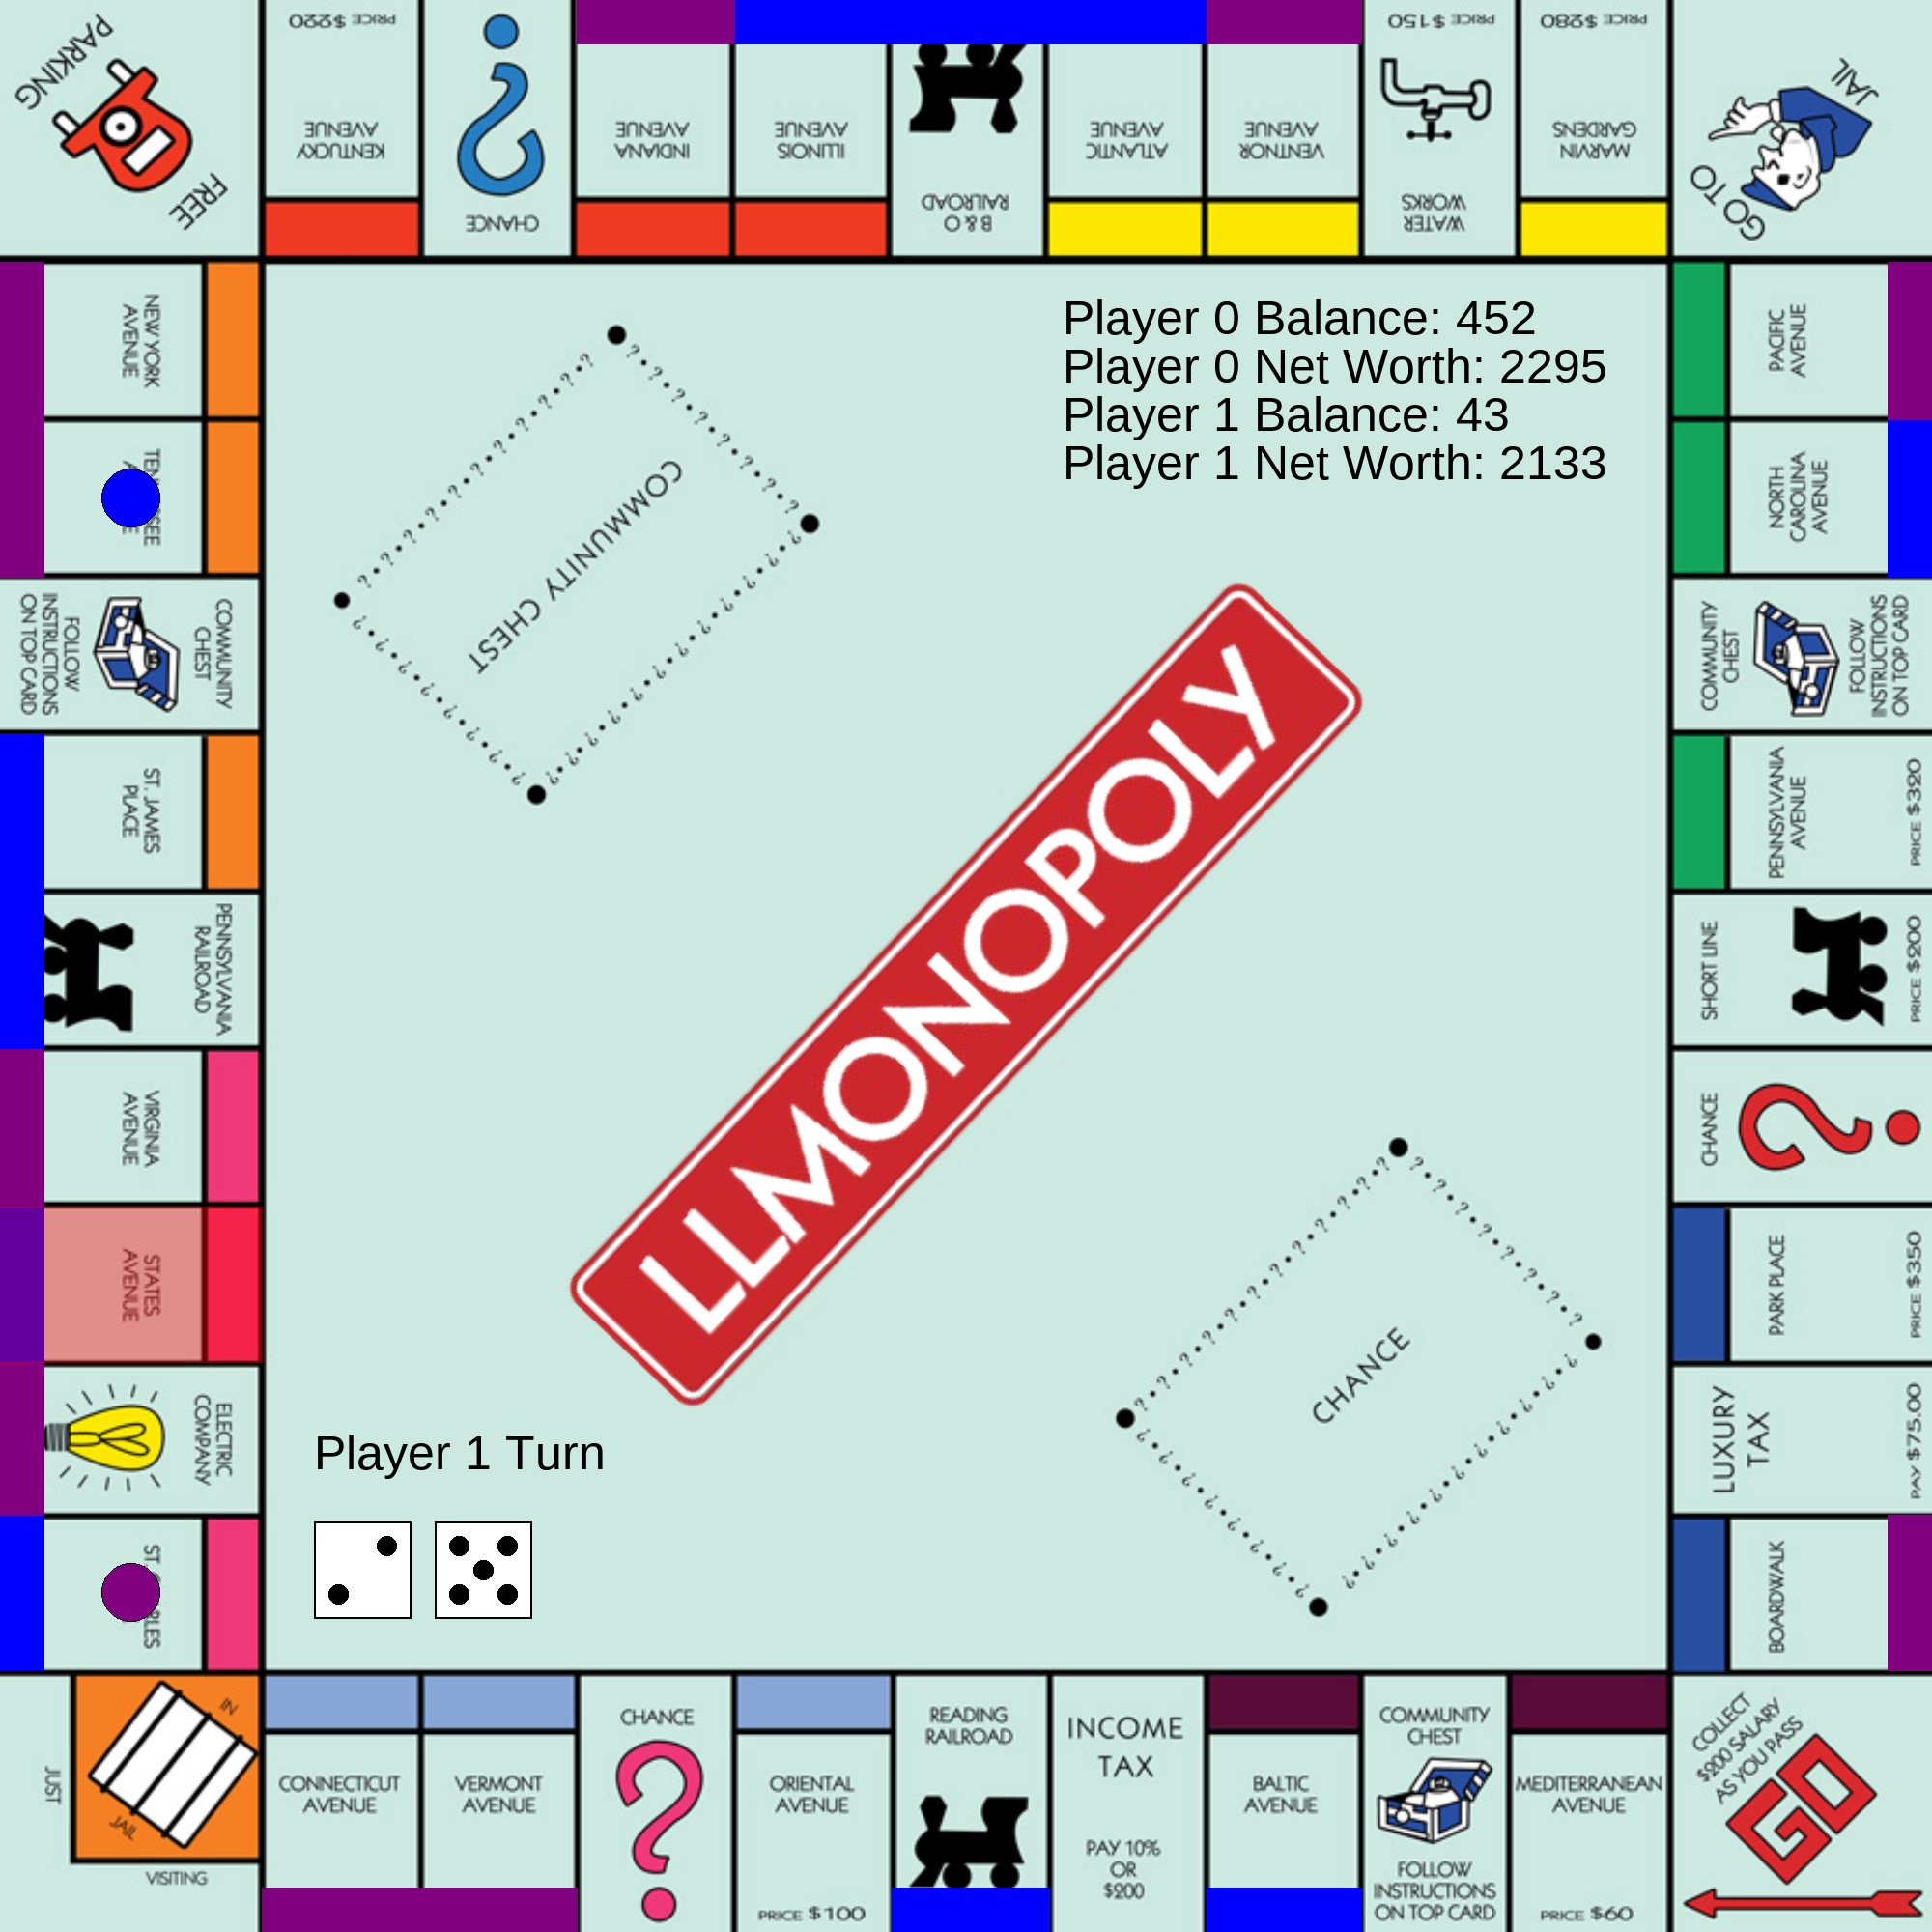 PARKING
FREE
PRICE $220
KENTUCKY
AVENUE
CHANCE
INDIANA
AVENUE
ILLINOIS
AVENUE
B & O
RAILROAD
ATLANTIC
AVENUE
VENTNOR
AVENUE
PRICE $150
WATER
WORKS
PRICE $280
MARVIN
GARDENS
GO TO
JAIL
NEW YORK
AVENUE
COMMUNITY
CHEST
FOLLOW
INSTRUCTIONS
ON TOP CARD
ST. JAMES
PLACE
PENNSYLVANIA
RAILROAD
VIRGINIA
AVENUE
STATES
AVENUE
ELECTRIC
COMPANY
Player 0 Balance: 452
Player 0 Net Worth: 2295
Player 1 Balance: 43
Player 1 Net Worth: 2133
COMMUNITY CHEST
LLMONOPOLY
CHANCE
Player 1 Turn
PACIFIC
AVENUE
NORTH
CAROLINA
AVENUE
COMMUNITY
CHEST
FOLLOW
INSTRUCTIONS
ON TOP CARD
PENNSYLVANIA
AVENUE
PRICE $320
SHORT LINE
PRICE $200
CHANCE
PARK PLACE
PRICE $350
LUXURY
TAX
PAY $75.00
BOARDWALK
JUST
VISITING
IN
JAIL
CONNECTICUT
AVENUE
VERMONT
AVENUE
CHANCE
ORIENTAL
AVENUE
PRICE $100
READING
RAILROAD
INCOME
TAX
PAY 10%
OR
$200
BALTIC
AVENUE
COMMUNITY
CHEST
FOLLOW
INSTRUCTIONS
ON TOP CARD
MEDITERRANEAN
AVENUE
PRICE $60
COLLECT
$200 SALARY
AS YOU PASS
GO